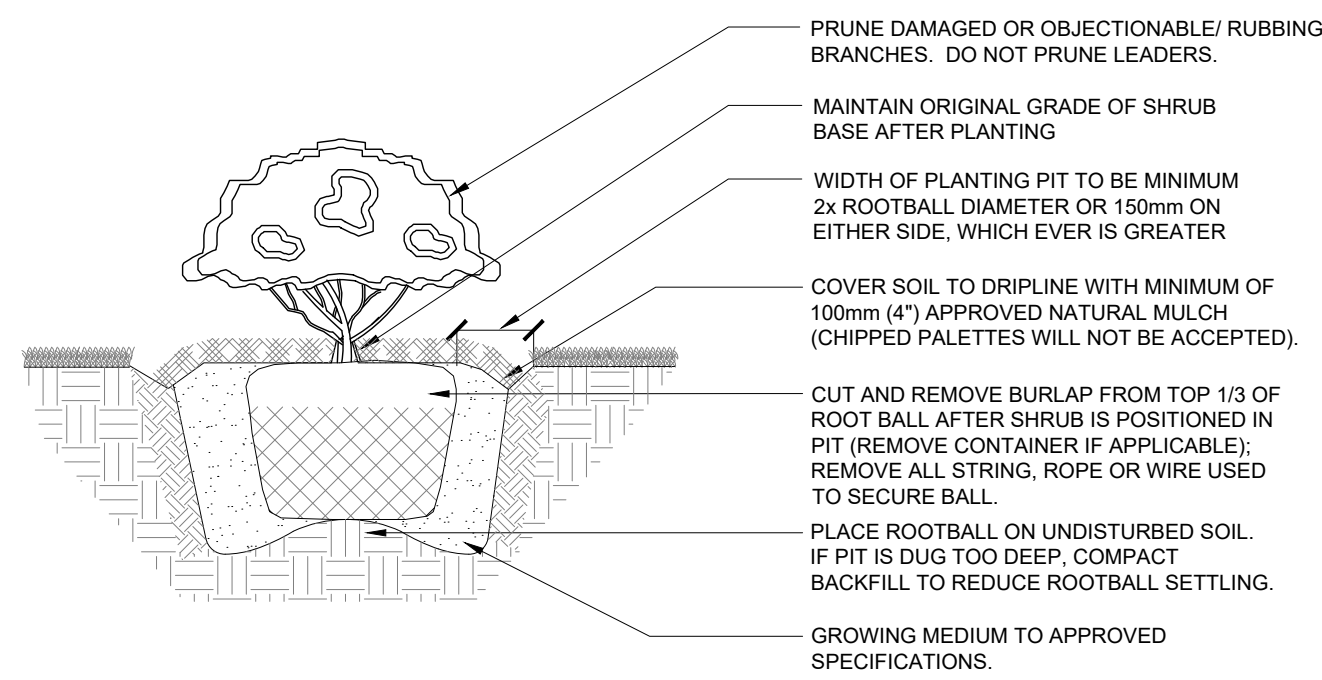 PRUNE DAMAGED OR OBJECTIONABLE/ RUBBING
BRANCHES. DO NOT PRUNE LEADERS.
MAINTAIN ORIGINAL GRADE OF SHRUB
BASE AFTER PLANTING
WIDTH OF PLANTING PIT TO BE MINIMUM
2x ROOTBALL DIAMETER OR 150mm ON
EITHER SIDE, WHICH EVER IS GREATER
COVER SOIL TO DRIPLINE WITH MINIMUM OF
100mm (4") APPROVED NATURAL MULCH
(CHIPPED PALETTES WILL NOT BE ACCEPTED).
CUT AND REMOVE BURLAP FROM TOP 1/3 OF
ROOT BALL AFTER SHRUB IS POSITIONED IN
PIT (REMOVE CONTAINER IF APPLICABLE);
REMOVE ALL STRING, ROPE OR WIRE USED
TO SECURE BALL.
PLACE ROOTBALL ON UNDISTURBED SOIL.
IF PIT IS DUG TOO DEEP, COMPACT
BACKFILL TO REDUCE ROOTBALL SETTLING.
GROWING MEDIUM TO APPROVED
SPECIFICATIONS.